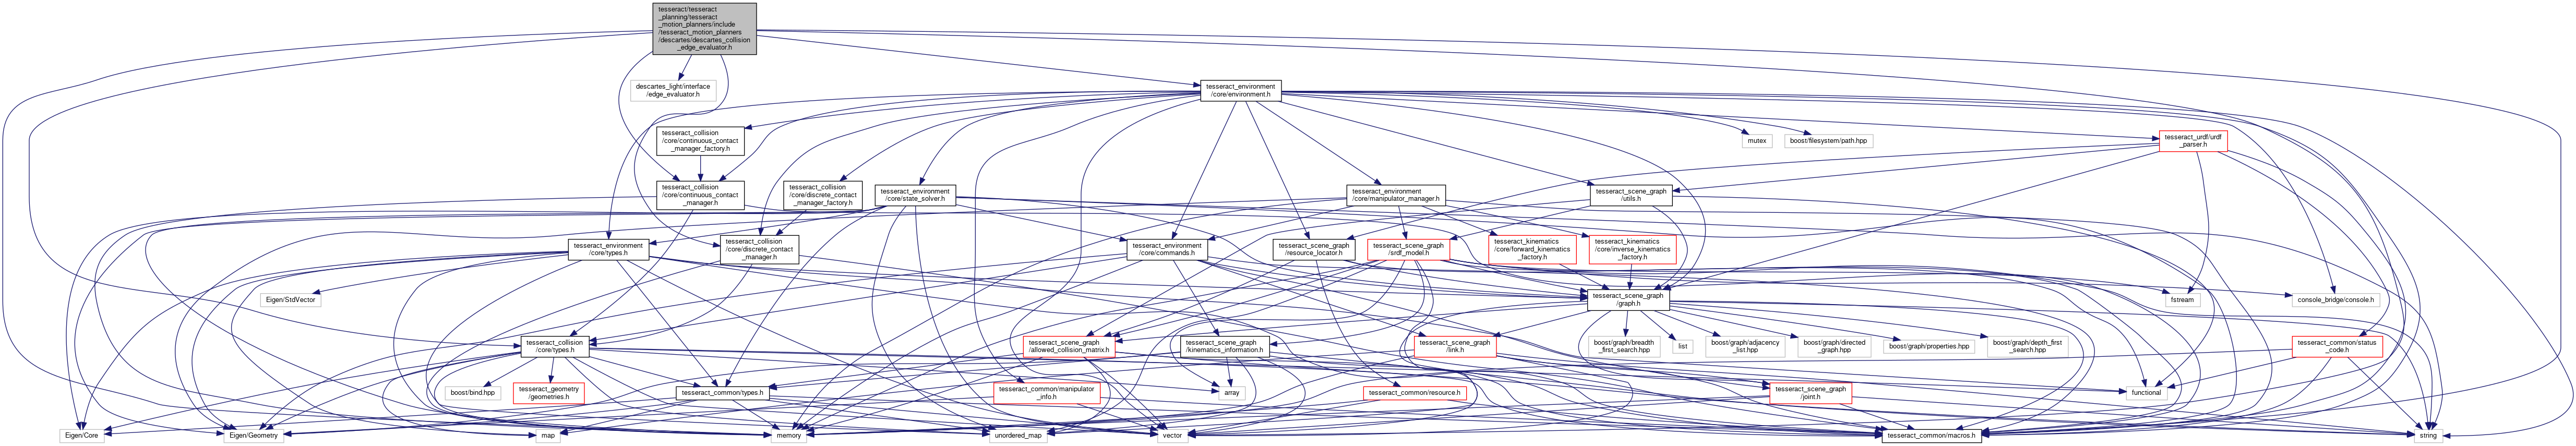 tesseract/tesseract
_planning/tesseract
_motion_planners/include
/tesseract_motion_planners
/descartes/descartes_collision
_edge_evaluator.h
descartes_light/interface
/edge_evaluator.h
tesseract_environment
/core/environment.h
tesseract_collision
/core/continuous_contact
_manager_factory.h
mutex
boost/filesystem/path.hpp
tesseract_urdf/urdf
_parser.h
tesseract_collision
/core/continuous_contact
_manager.h
tesseract_collision
/core/discrete_contact
_manager_factory.h
tesseract_environment
/core/state_solver.h
tesseract_environment
/core/manipulator_manager.h
tesseract_scene_graph
/utils.h
tesseract_environment
/core/types.h
tesseract_collision
/core/discrete_contact
_manager.h
tesseract_environment
/core/commands.h
tesseract_scene_graph
/resource_locator.h
tesseract_scene_graph
/srdf_model.h
tesseract_kinematics
/core/forward_kinematics
_factory.h
tesseract_kinematics
/core/inverse_kinematics
_factory.h
Eigen/StdVector
tesseract_scene_graph
/graph.h
fstream
console_bridge/console.h
tesseract_collision
/core/types.h
tesseract_scene_graph
/allowed_collision_matrix.h
tesseract_scene_graph
/kinematics_information.h
tesseract_scene_graph
/link.h
boost/graph/breadth
_first_search.hpp
list
boost/graph/adjacency
_list.hpp
boost/graph/directed
_graph.hpp
boost/graph/properties.hpp
boost/graph/depth_first
_search.hpp
tesseract_common/status
_code.h
boost/bind.hpp
tesseract_geometry
/geometries.h
tesseract_common/types.h
tesseract_common/manipulator
_info.h
array
tesseract_common/resource.h
tesseract_scene_graph
/joint.h
functional
Eigen/Core
Eigen/Geometry
map
memory
unordered_map
vector
tesseract_common/macros.h
string